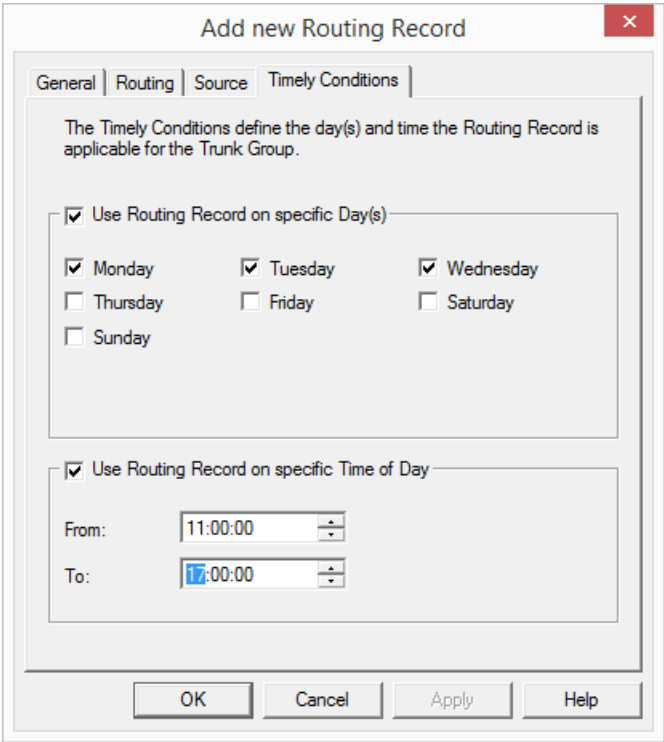 Add new Routing Record
General Routing Source Timely Conditions
The Timely Conditions define the day(s) and time the Routing Record is
applicable for the Trunk Group.
Use Routing Record on specific Day(s)
Monday Tuesday Wednesday
Thursday Friday Saturday
Sunday
Use Routing Record on specific Time of Day
From: 11:00:00
To: 17:00:00
OK Cancel Apply Help